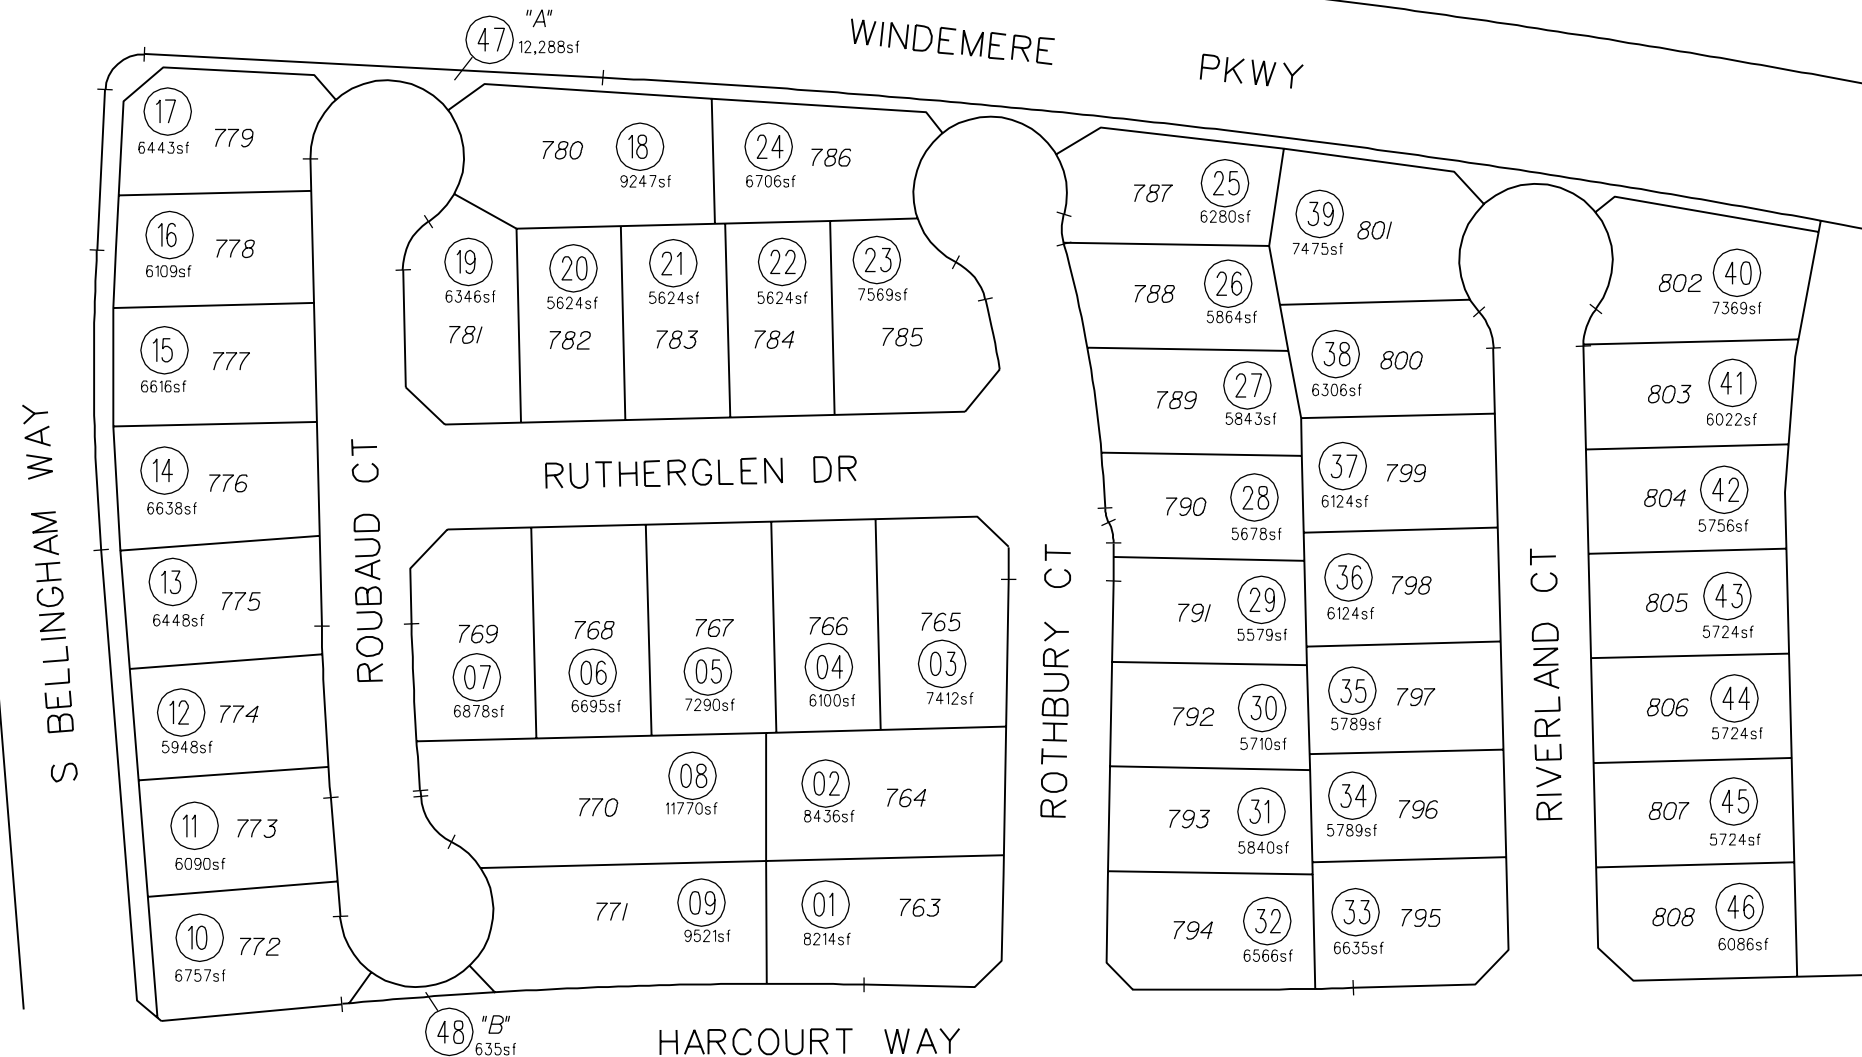 "A"
47
12,288sf
WINDEMERE PKWY
17
779
6443sf
780
18
9247sf
24
786
6706sf
787
25
6280sf
39
801
7475sf
802
40
7369sf
16
778
6109sf
19
6346sf
781
20
5624sf
782
21
5624sf
783
22
5624sf
784
23
7569sf
785
788
26
5864sf
38
800
6306sf
803
41
6022sf
15
777
6616sf
789
27
5843sf
37
799
6124sf
804
42
5756sf
14
776
6638sf
RUTHERGLEN DR
790
28
5678sf
36
798
6124sf
805
43
5724sf
13
775
6448sf
S BELLINGHAM WAY
ROUBAUD CT
ROTHBURY CT
RIVERLAND CT
769
07
6878sf
768
06
6695sf
767
05
7290sf
766
04
6100sf
765
03
7412sf
791
29
5579sf
35
797
5789sf
806
44
5724sf
12
774
5948sf
792
30
5710sf
34
796
5789sf
807
45
5724sf
11
773
6090sf
08
770
11770sf
02
764
8436sf
793
31
5840sf
33
795
6635sf
808
46
6086sf
10
772
6757sf
771
09
9521sf
01
763
8214sf
794
32
6566sf
48
"B"
635sf
HARCOURT WAY